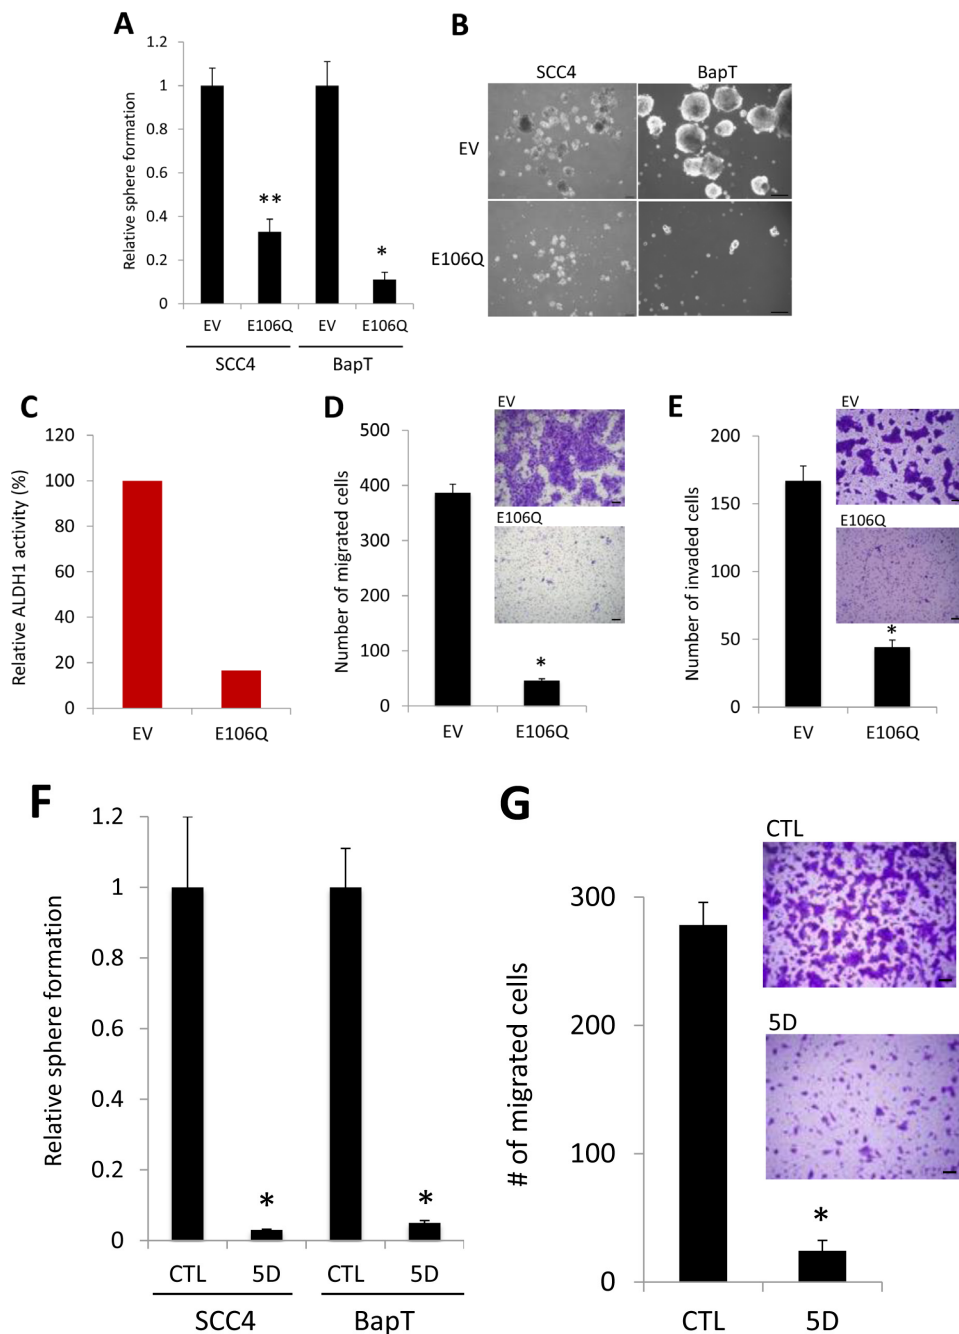 A
1.2
1
0.8
0.6
0.4
0.2
0
Relative sphere formation
**
*
EV E106Q EV E106Q
SCC4 BapT
B
SCC4 BapT
EV
E106Q
C
120
100
80
60
40
20
0
Relative ALDH1 activity (%)
EV E106Q
D
500
400
300
200
100
0
Number of migrated cells
EV
E106Q
*
EV E106Q
E
200
150
100
50
0
Number of invaded cells
EV
E106Q
*
EV E106Q
F
1.2
1
0.8
0.6
0.4
0.2
0
Relative sphere formation
* *
CTL 5D CTL 5D
SCC4 BapT
G
300
200
100
0
# of migrated cells
CTL
5D
*
CTL 5D